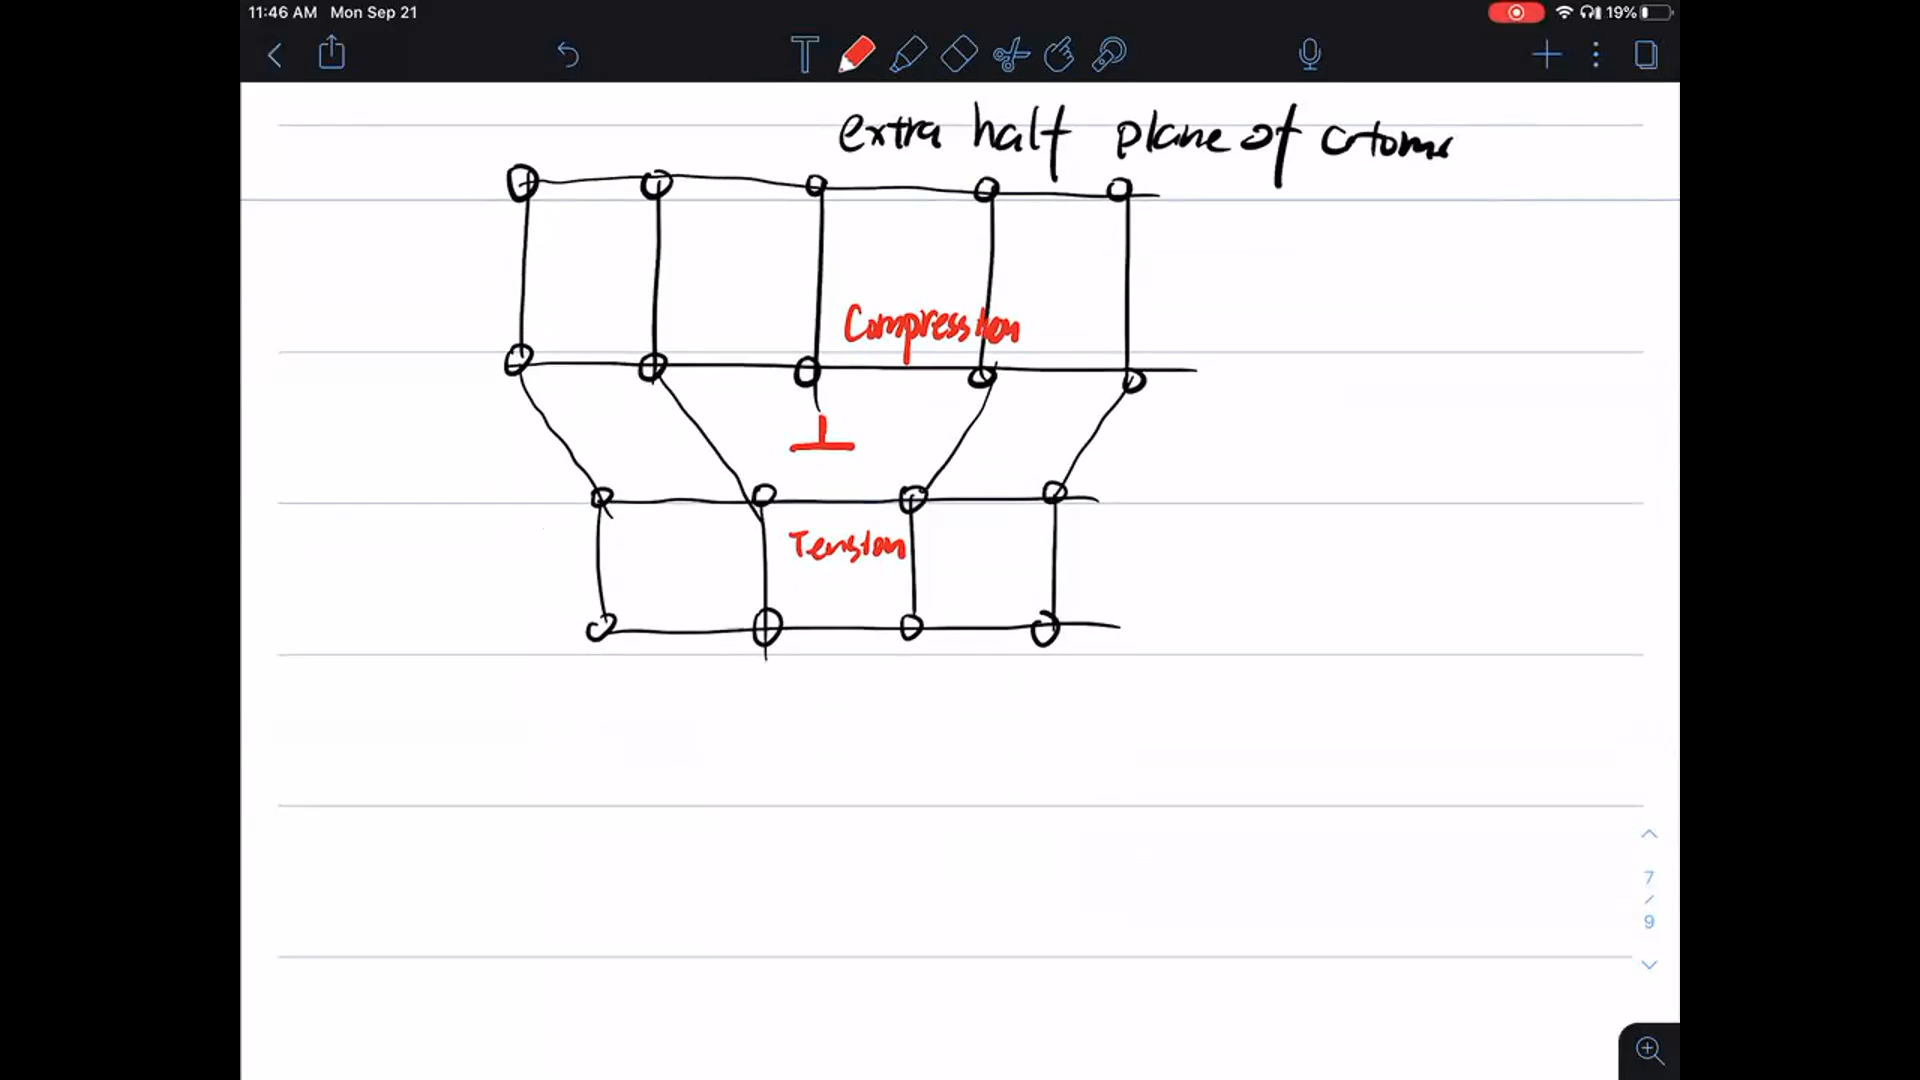 11:46 AM Mon Sep 21
19%
T
extra half plane of atoms
Compression
⊥
Tension
7
/
9